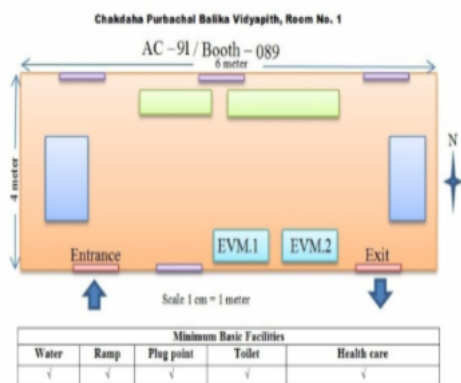 Chakdaha Purbachal Balika Vidyapith, Room No. 1
AC -91/ Booth -089
6 meter
4 meter
N
EVM.1 EVM.2
Entrance Exit
Scale 1 cm = 1 meter
Minimum Basic Facilities
Water Ramp Plug point Toilet Health care
√ √ √ √ √